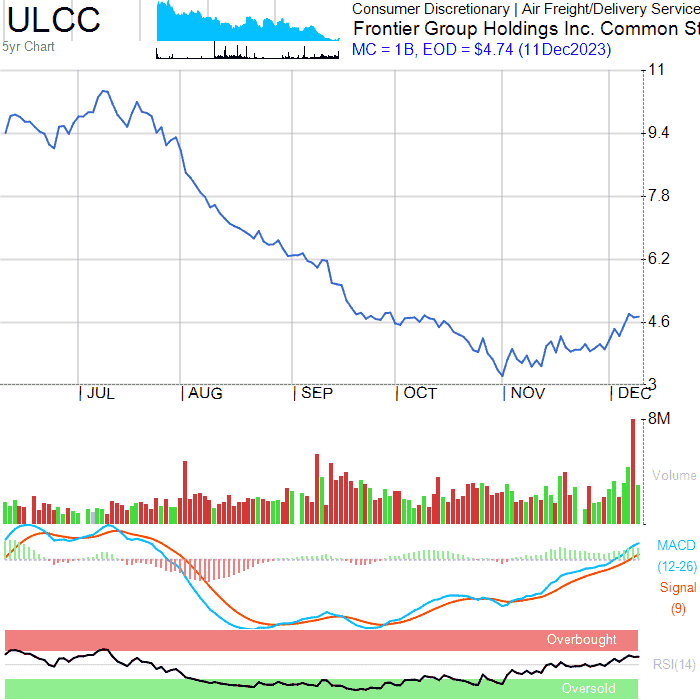 ULCC
5yr Chart
Consumer Discretionary | Air Freight/Delivery Service
Frontier Group Holdings Inc. Common St
MC = 1B, EOD = $4.74 (11Dec2023)
11
9.4
7.8
6.2
4.6
3
JUL AUG SEP OCT NOV DEC
8M
Volume
MACD
(12-26)
Signal
(9)
Overbought
RSI(14)
Oversold